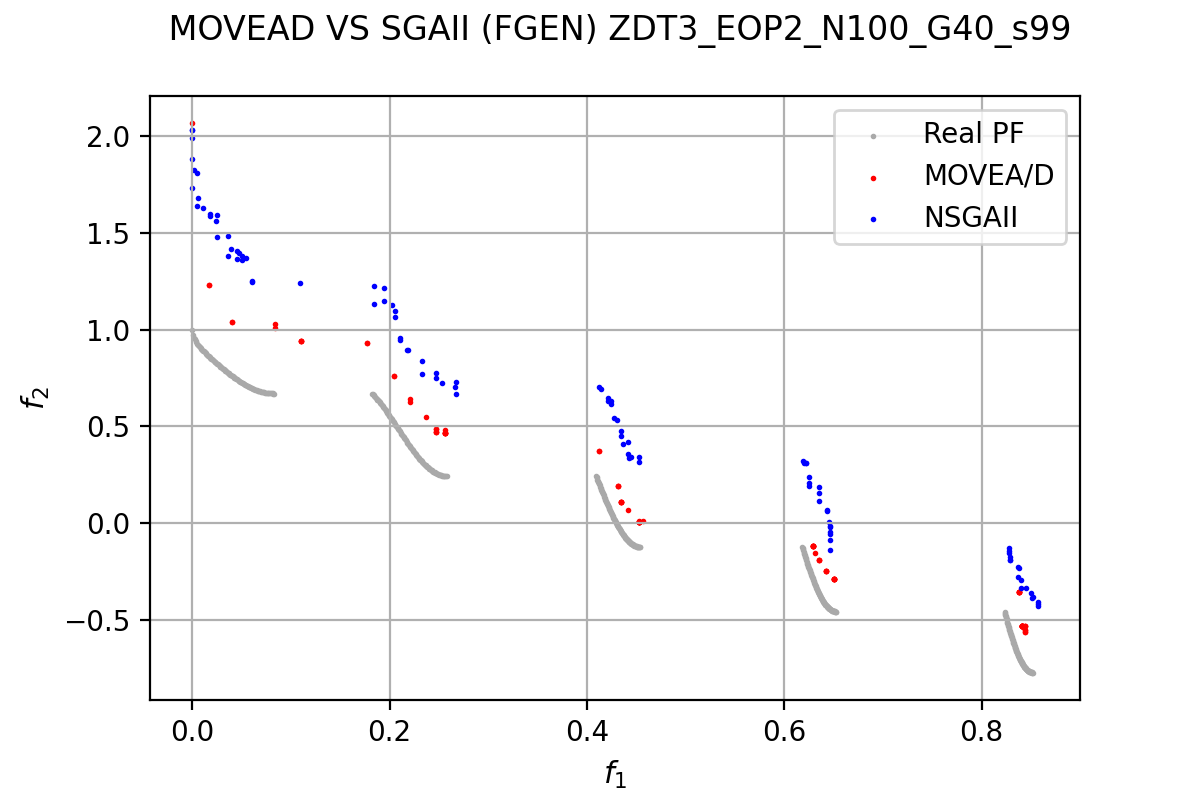 MOVEAD VS SGAII (FGEN) ZDT3_EOP2_N100_G40_s99
Real PF
MOVEA/D
NSGAII
2.0
1.5
1.0
0.5
0.0
−0.5
f2
0.0 0.2 0.4 0.6 0.8
f1